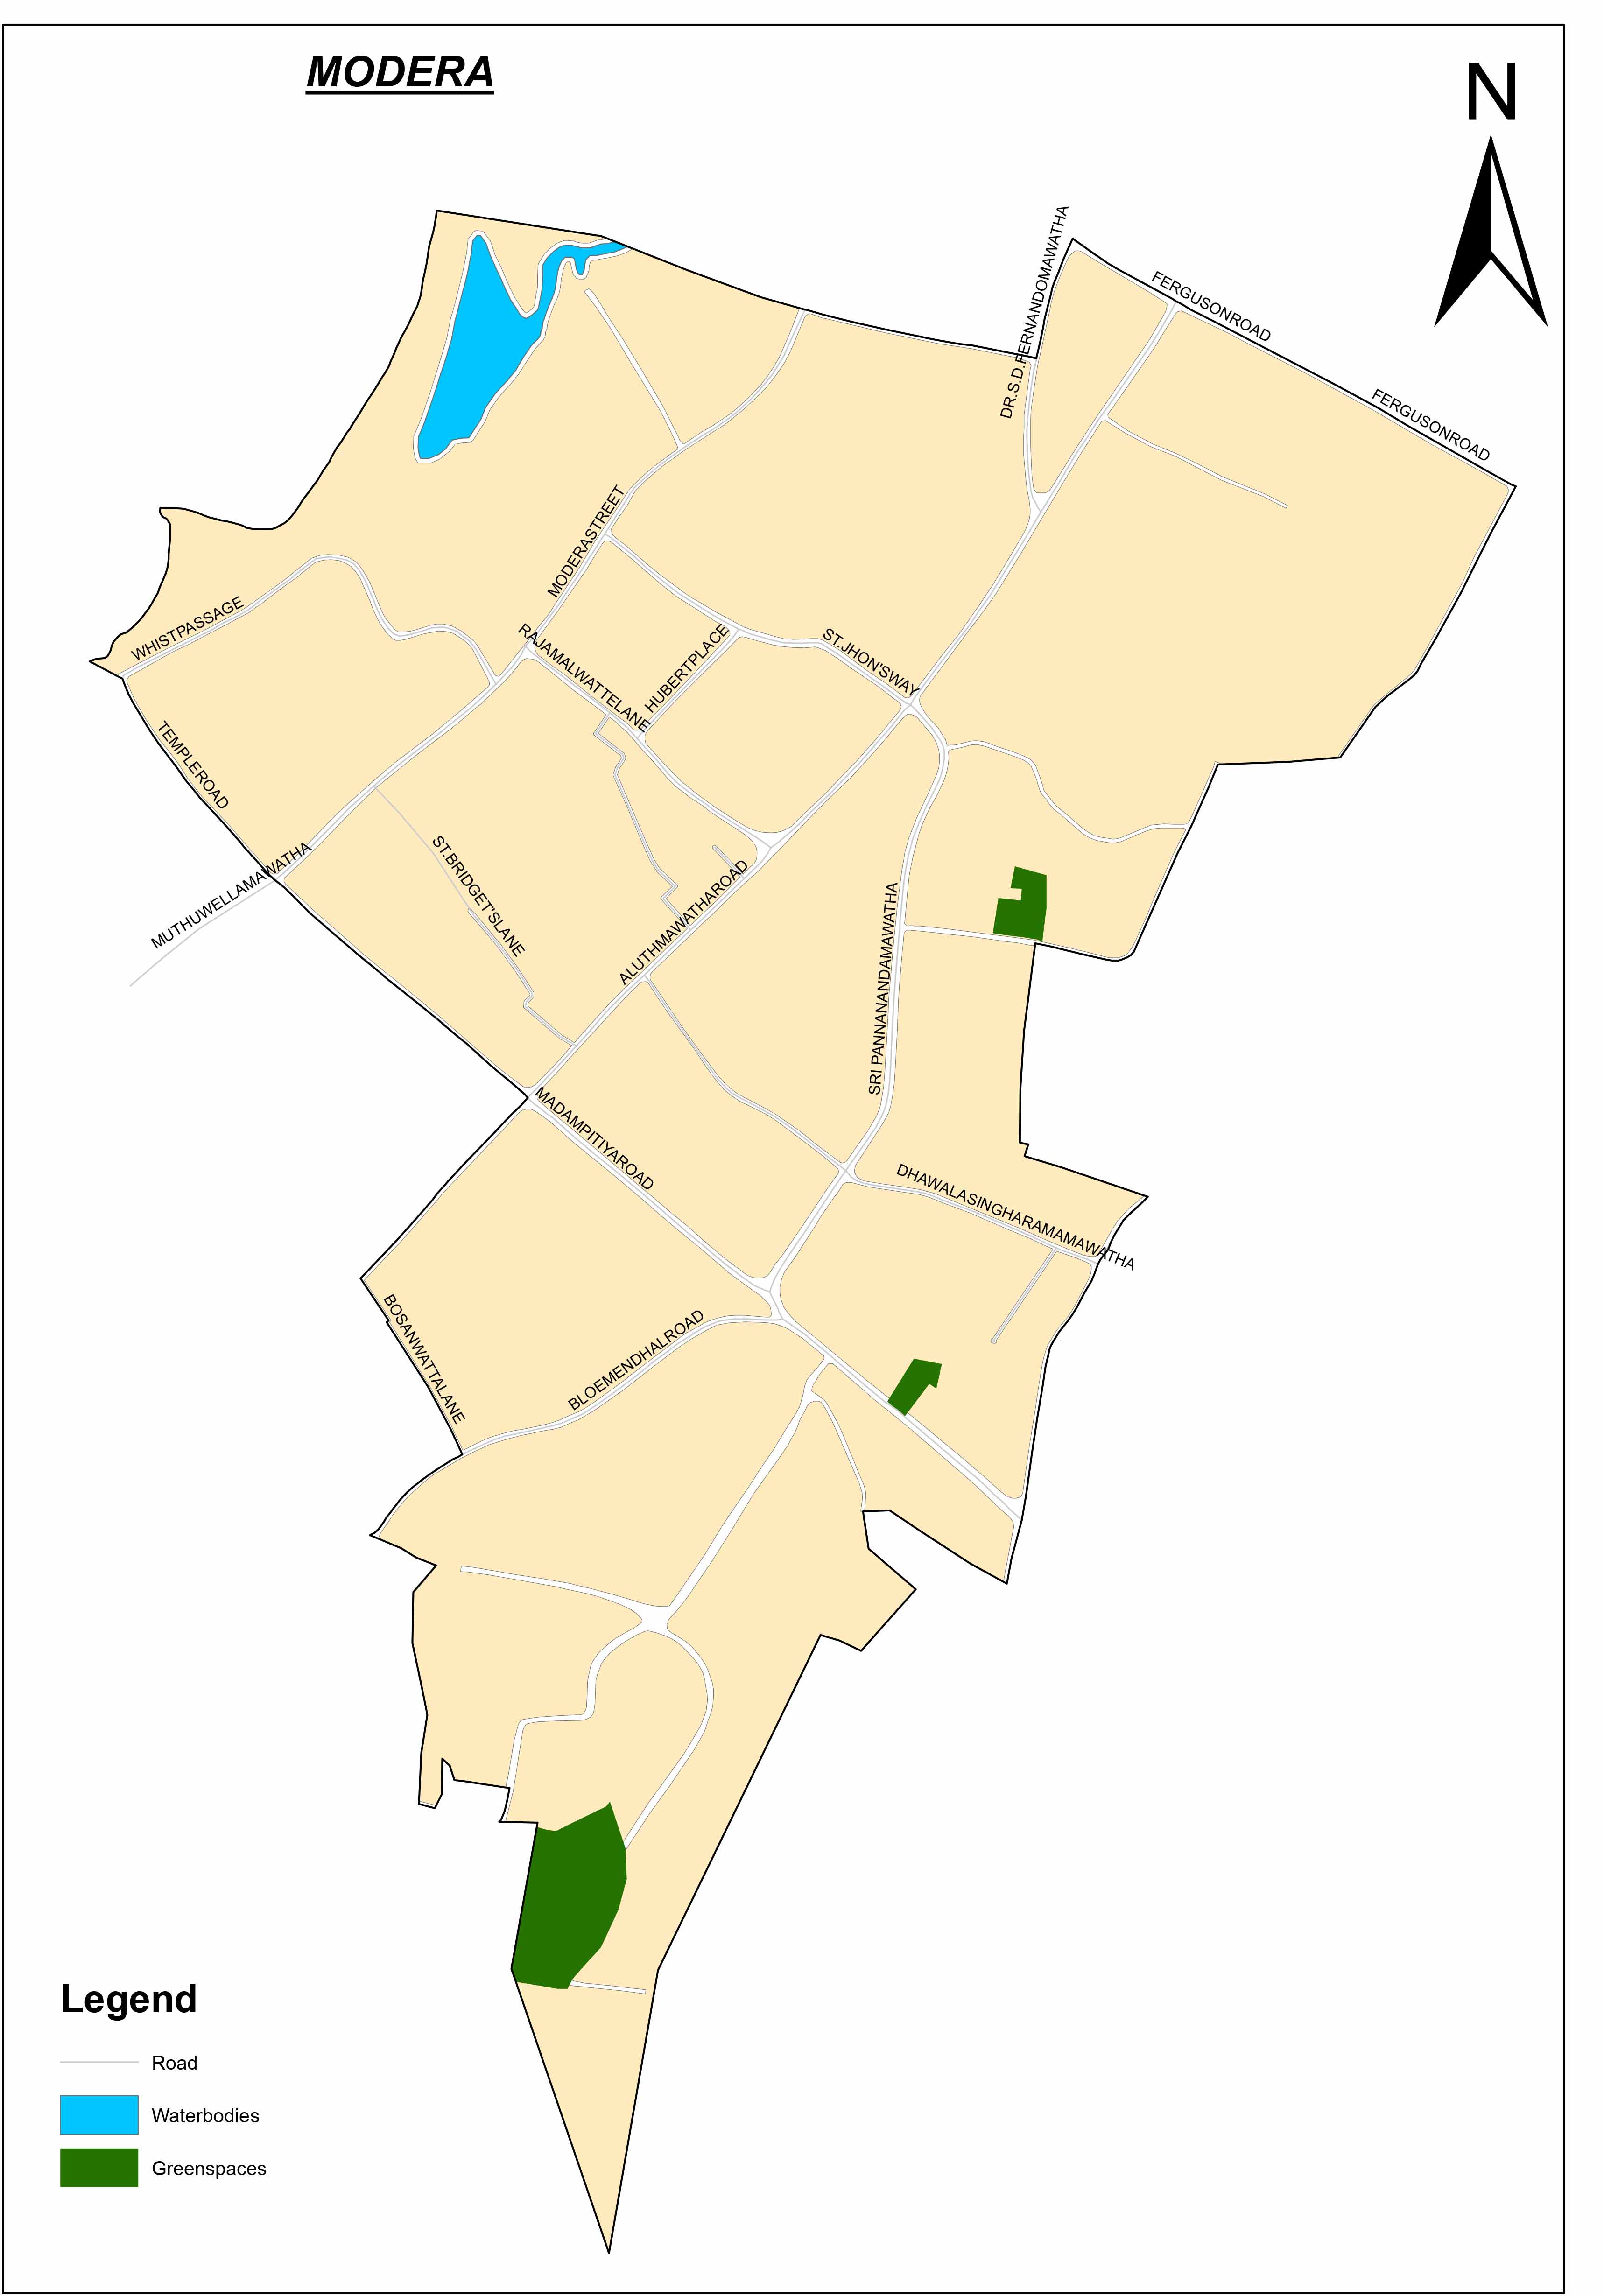 MODERA
N
DR.S.D.FERNANDOMAWATHA
FERGUSONROAD
FERGUSONROAD
MODERASTREET
WHISTPASSAGE
RAJAMALWATTELANE
HUBERTPLACE
ST.JHON'SWAY
TEMPLEROAD
MUTHUWELLAMAWATHA
ST.BRIDGET'SLANE
ALUTHMAWATHAROAD
SRI PANNANANDAMAWATHA
MADAMPITIYAROAD
DHAWALASINGHARAMAMAWATHA
BOSANWATTALANE
BLOEMENDHALROAD
Legend
Road
Waterbodies
Greenspaces